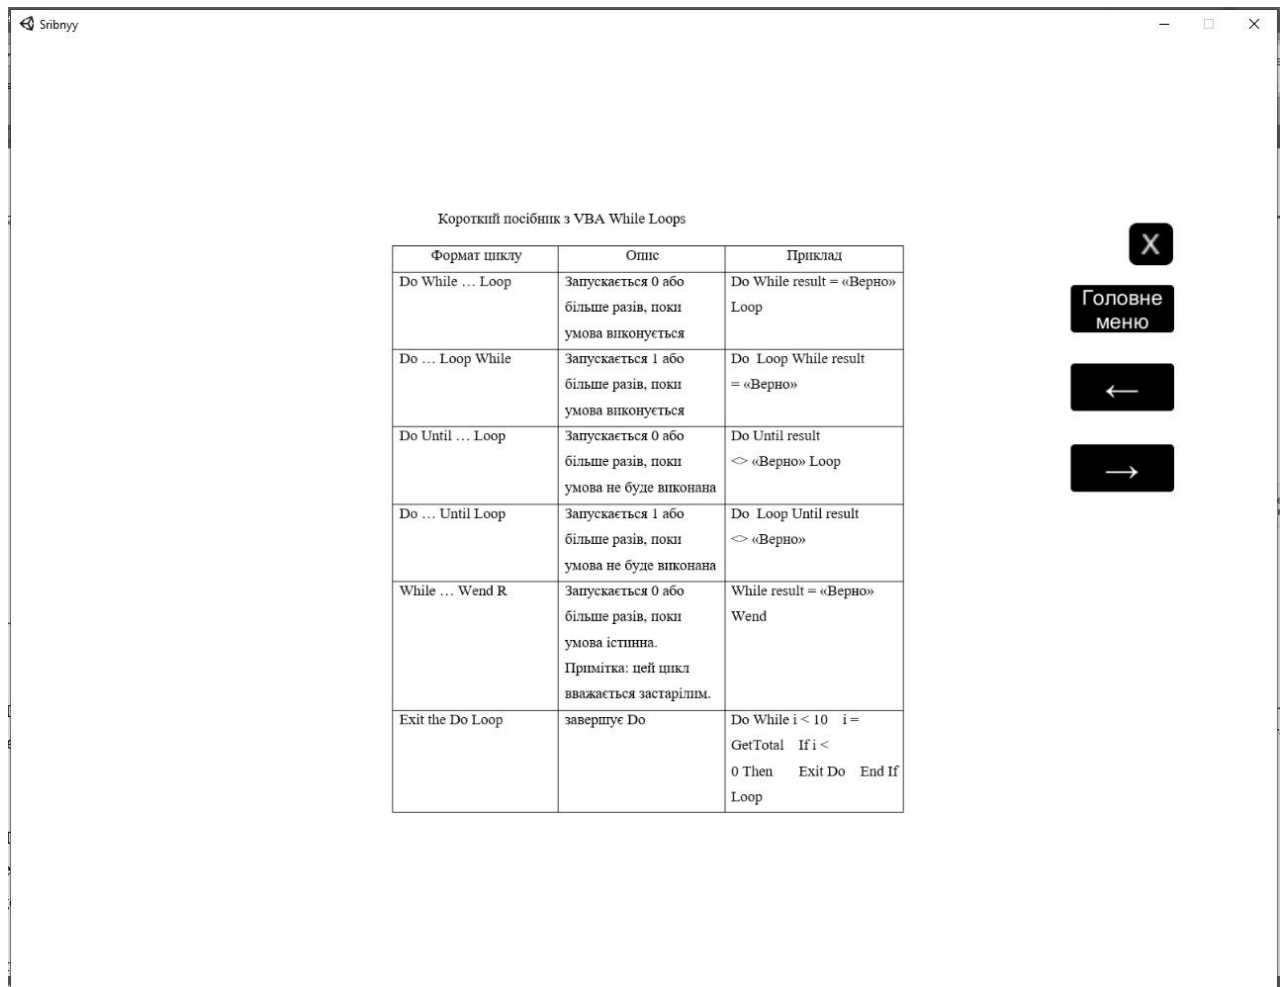 Sribnyy
Короткий посібник з VBA While Loops
Формат циклу Опис Приклад
Do While … Loop
Запускається 0 або
більше разів, поки
умова виконується
Do While result = «Верно»
Loop
Do … Loop While
Запускається 1 або
більше разів, поки
умова виконується
Do Loop While result
= «Верно»
Do Until … Loop
Запускається 0 або
більше разів, поки
умова не буде виконана
Do Until result
<> «Верно» Loop
Do … Until Loop
Запускається 1 або
більше разів, поки
умова не буде виконана
Do Loop Until result
<> «Верно»
While … Wend R
Запускається 0 або
більше разів, поки
умова істинна.
Примітка: цей цикл
вважається застарілим.
While result = «Верно»
Wend
Exit the Do Loop
завершує Do
Do While i < 10 i =
GetTotal If i <
0 Then Exit Do End If
Loop
X
Головне
меню
←
→